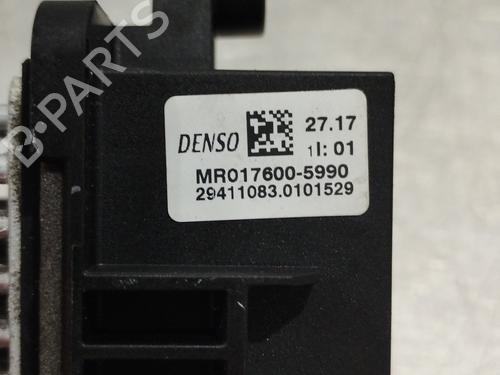 B-PARTS
DENSO
27.17
1I: 01
MR017600-5990
29411083.0101529